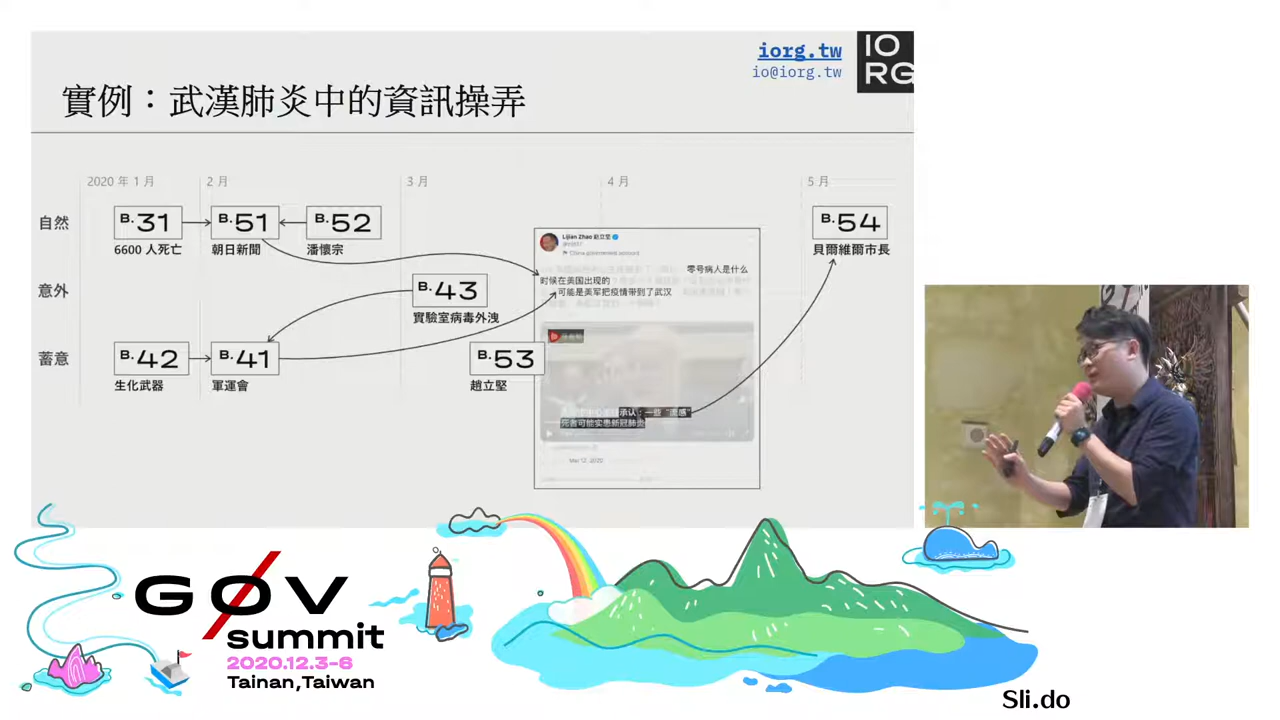 iorg.tw
io@iorg.tw
IO
RG
實例：武漢肺炎中的資訊操弄
2020 年 1 月
2 月
3 月
4 月
5 月
自然
B.31
6600 人死亡
B.51
朝日新聞
B.52
潘懷宗
B.54
貝爾維爾市長
Lijian Zhao 赵立坚
China government account
零号病人是什么
时候在美国出现的
可能是美军把疫情带到了武汉
意外
B.43
實驗室病毒外洩
蓄意
B.42
生化武器
B.41
軍運會
B.53
趙立堅
承认：一些“流感”
死者可能实患新冠肺炎
Mar 12, 2020
GØV
summit
2020.12.3-6
Tainan,Taiwan
Sli.do